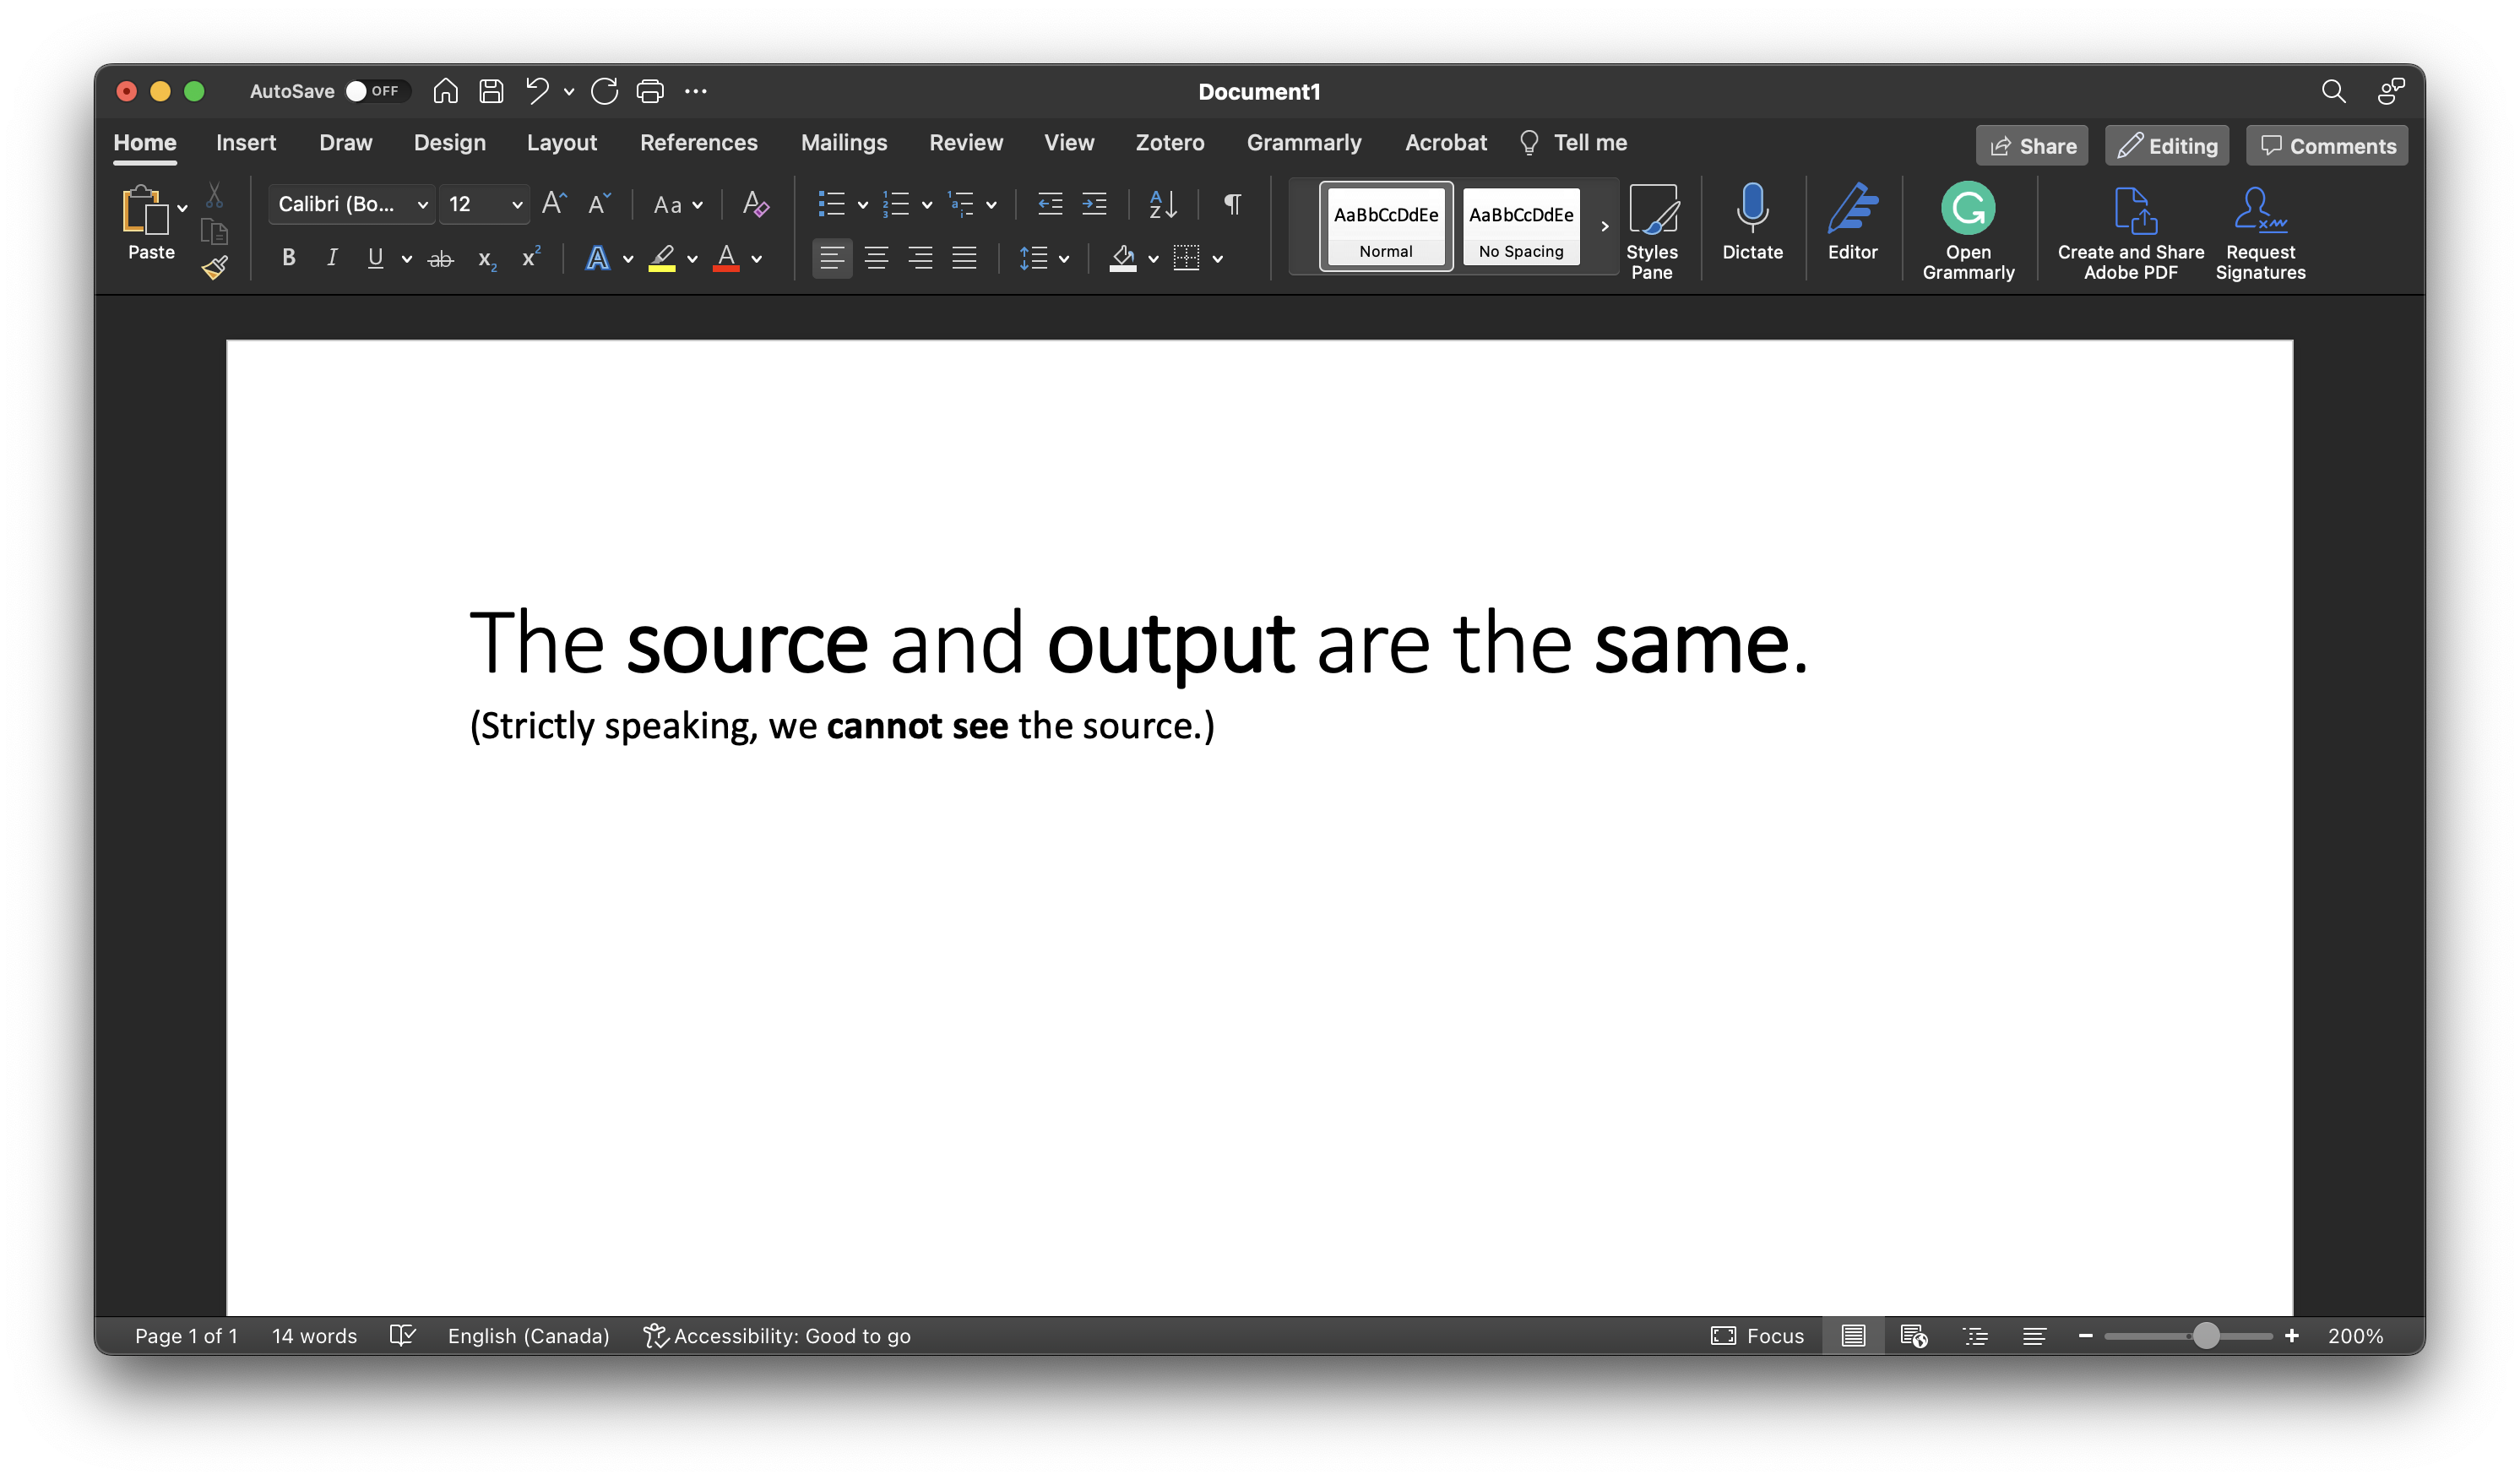 AutoSave OFF Document1
Home Insert Draw Design Layout References Mailings Review View Zotero Grammarly Acrobat Tell me Share Editing Comments
Paste Calibri (Bo... 12 Aa AaBbCcDdEe Normal AaBbCcDdEe No Spacing Styles Pane Dictate Editor Open Grammarly Create and Share Adobe PDF Request Signatures
B I U ab x2 x2 A A
The source and output are the same.
(Strictly speaking, we cannot see the source.)
Page 1 of 1 14 words English (Canada) Accessibility: Good to go Focus 200%